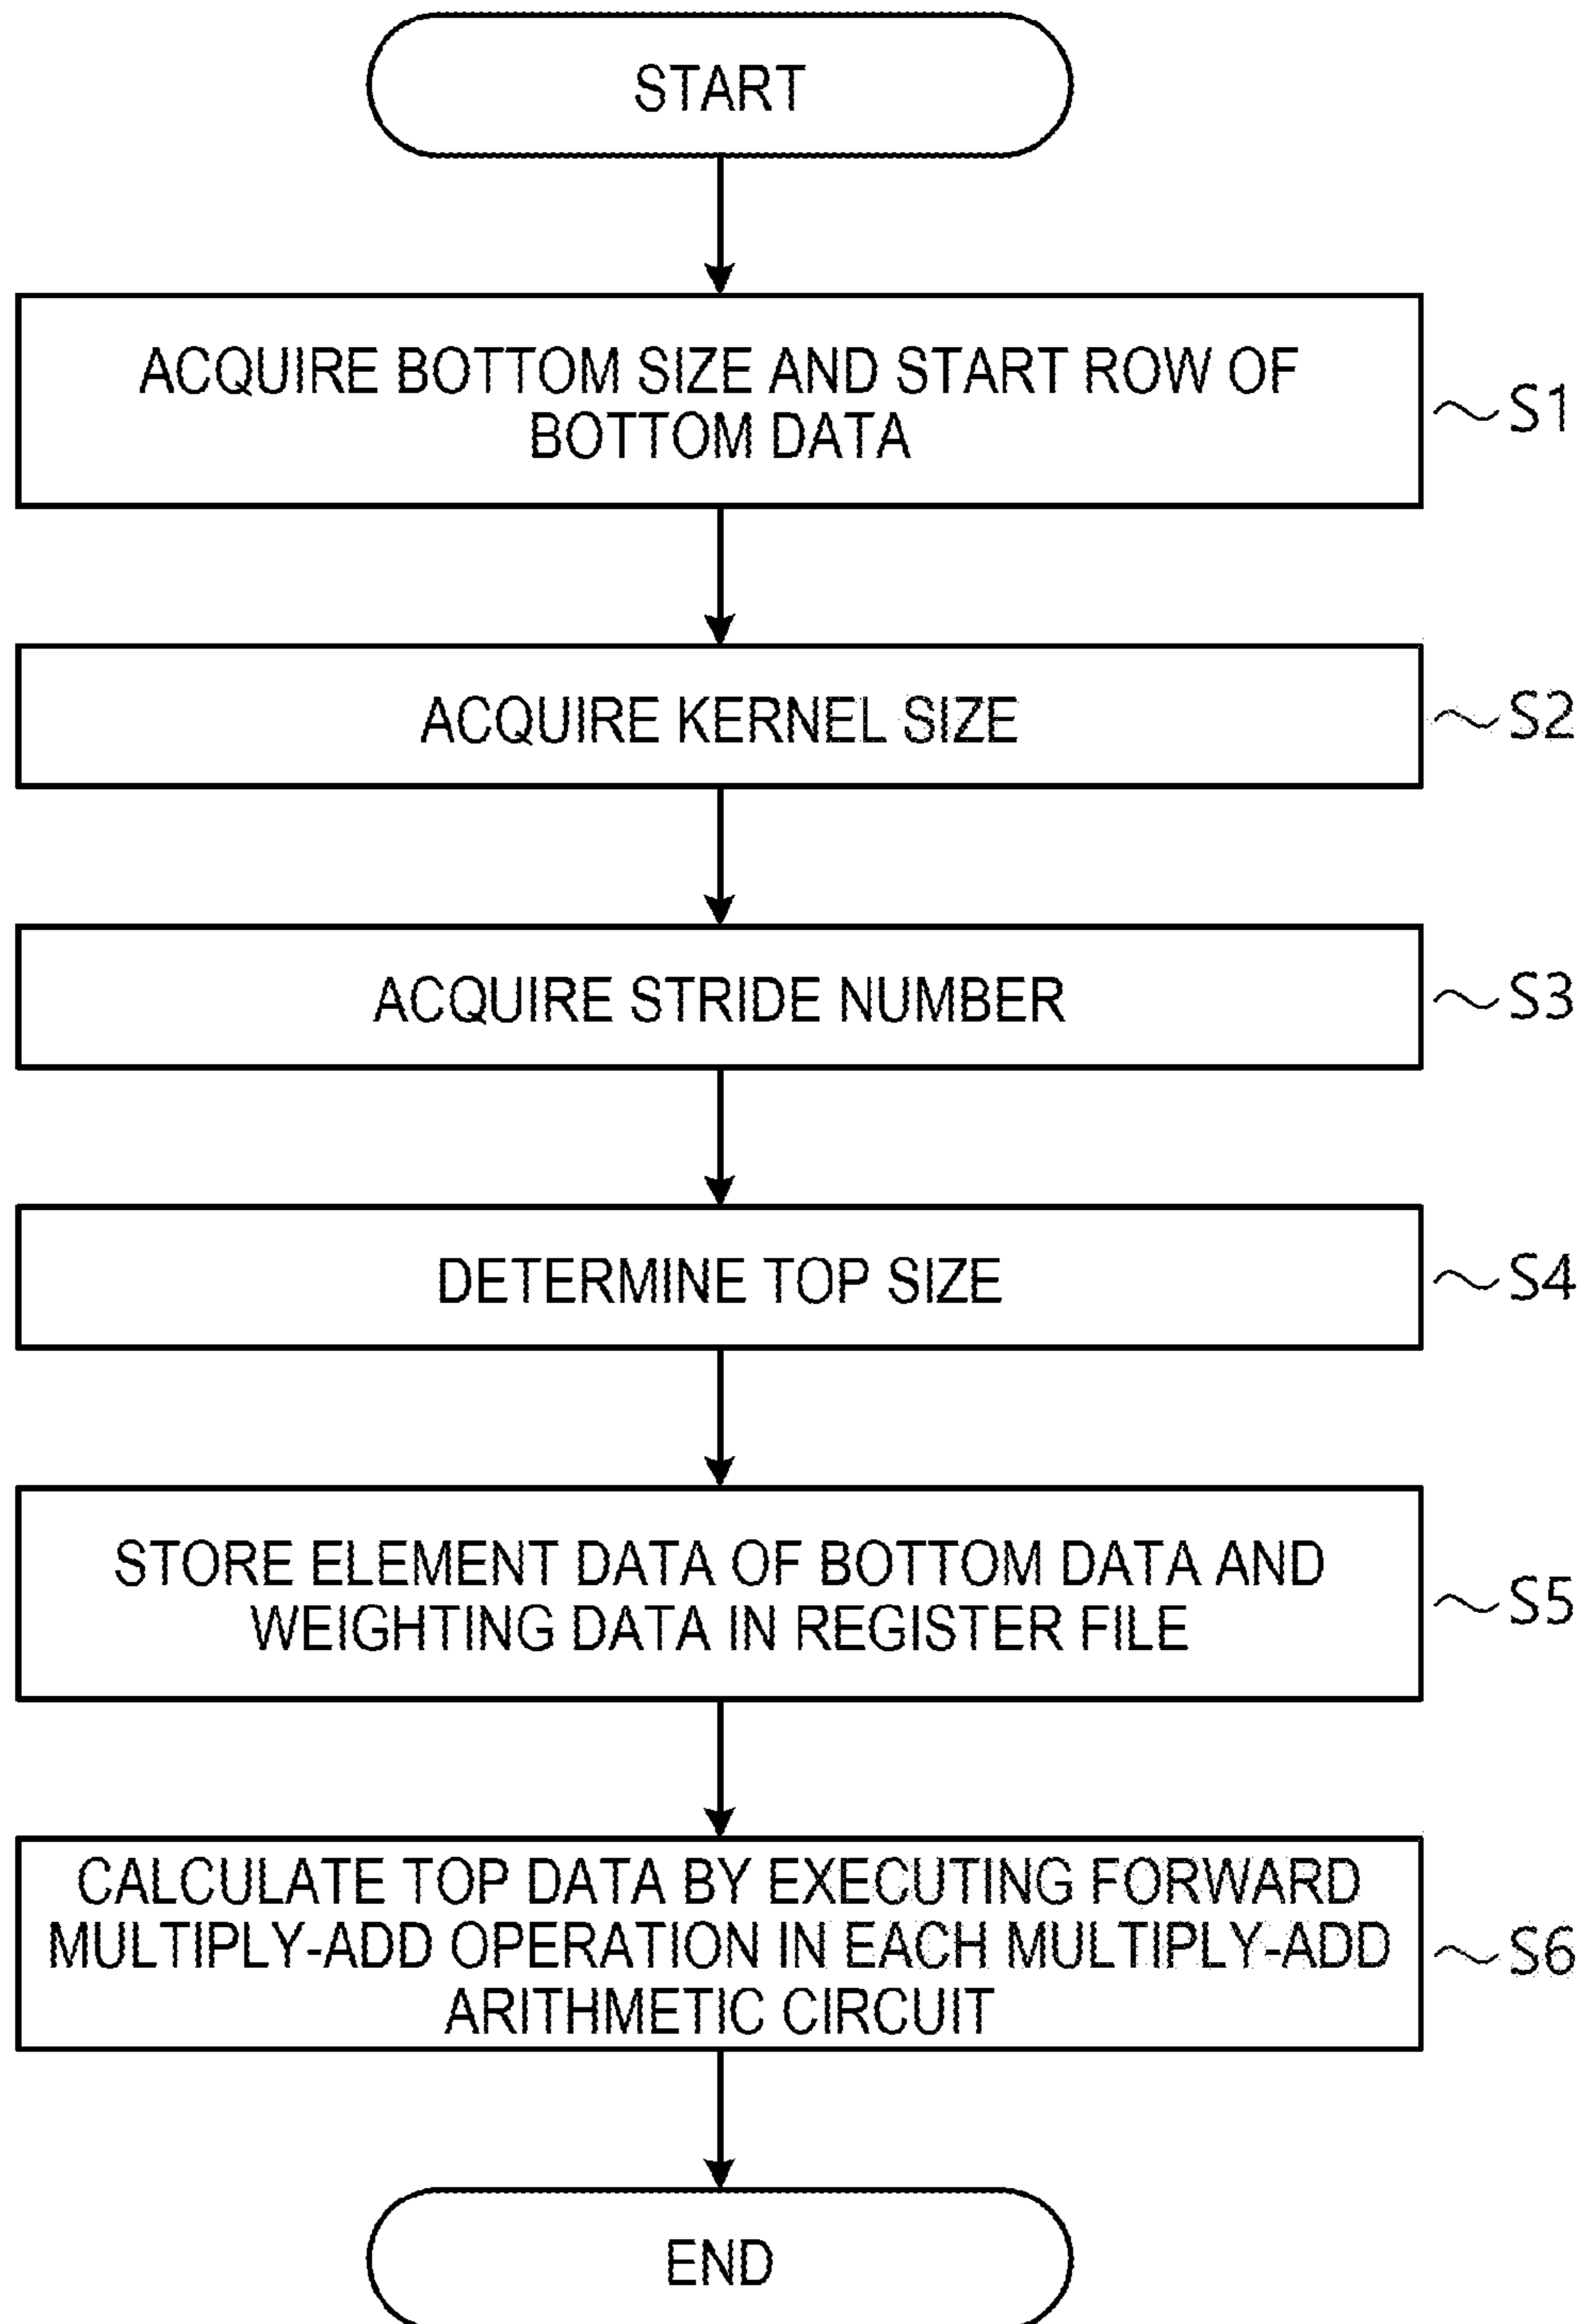 START
ACQUIRE BOTTOM SIZE AND START ROW OF
BOTTOM DATA
S1
ACQUIRE KERNEL SIZE
S2
ACQUIRE STRIDE NUMBER
S3
DETERMINE TOP SIZE
S4
STORE ELEMENT DATA OF BOTTOM DATA AND
WEIGHTING DATA IN REGISTER FILE
S5
CALCULATE TOP DATA BY EXECUTING FORWARD
MULTIPLY-ADD OPERATION IN EACH MULTIPLY-ADD
ARITHMETIC CIRCUIT
S6
END